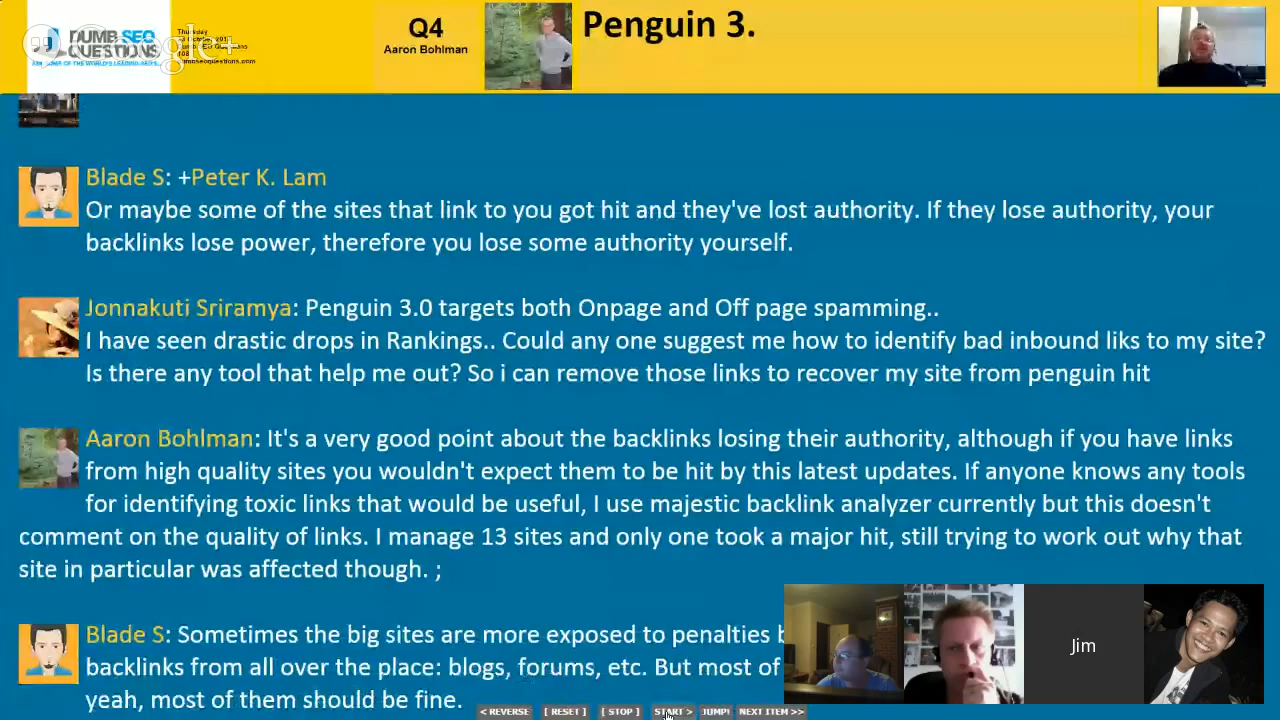 DUMB SEO
QUESTIONS
Google+
Thursday
Q4
Aaron Bohlman
Penguin 3.
Blade S: +Peter K. Lam
Or maybe some of the sites that link to you got hit and they've lost authority. If they lose authority, your
backlinks lose power, therefore you lose some authority yourself.
Jonnakuti Sriramya: Penguin 3.0 targets both Onpage and Off page spamming..
I have seen drastic drops in Rankings.. Could any one suggest me how to identify bad inbound liks to my site?
Is there any tool that help me out? So i can remove those links to recover my site from penguin hit
Aaron Bohlman: It's a very good point about the backlinks losing their authority, although if you have links
from high quality sites you wouldn't expect them to be hit by this latest updates. If anyone knows any tools
for identifying toxic links that would be useful, I use majestic backlink analyzer currently but this doesn't
comment on the quality of links. I manage 13 sites and only one took a major hit, still trying to work out why that
site in particular was affected though. ;
Blade S: Sometimes the big sites are more exposed to penalties
backlinks from all over the place: blogs, forums, etc. But most of
yeah, most of them should be fine.
Jim
< REVERSE [ RESET ] [ STOP ] START > JUMP! NEXT ITEM >>